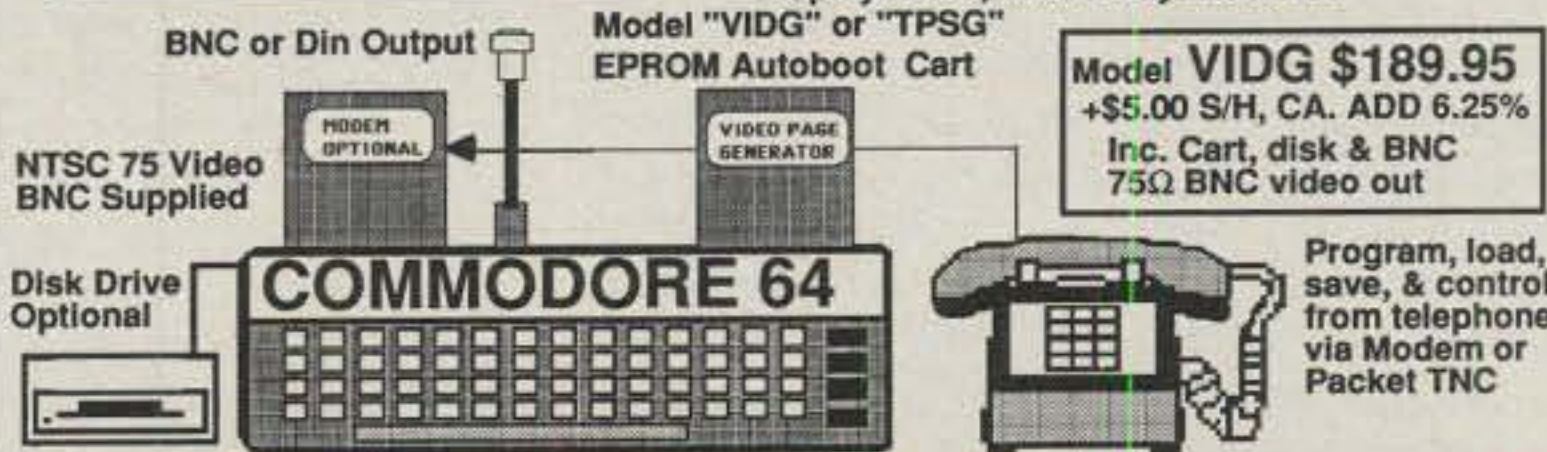 Model "VIDG" or "TPSG"
EPROM Autoboot Cart
BNC or Din Output
Model VIDG $189.95
+$5.00 S/H, CA. ADD 6.25%
Inc. Cart, disk & BNC
75Ω BNC video out
MODEM
OPTIONAL
VIDEO PAGE
GENERATOR
NTSC 75 Video
BNC Supplied
Disk Drive
Optional
COMMODORE 64
Program, load,
save, & control
from telephone
via Modem or
Packet TNC